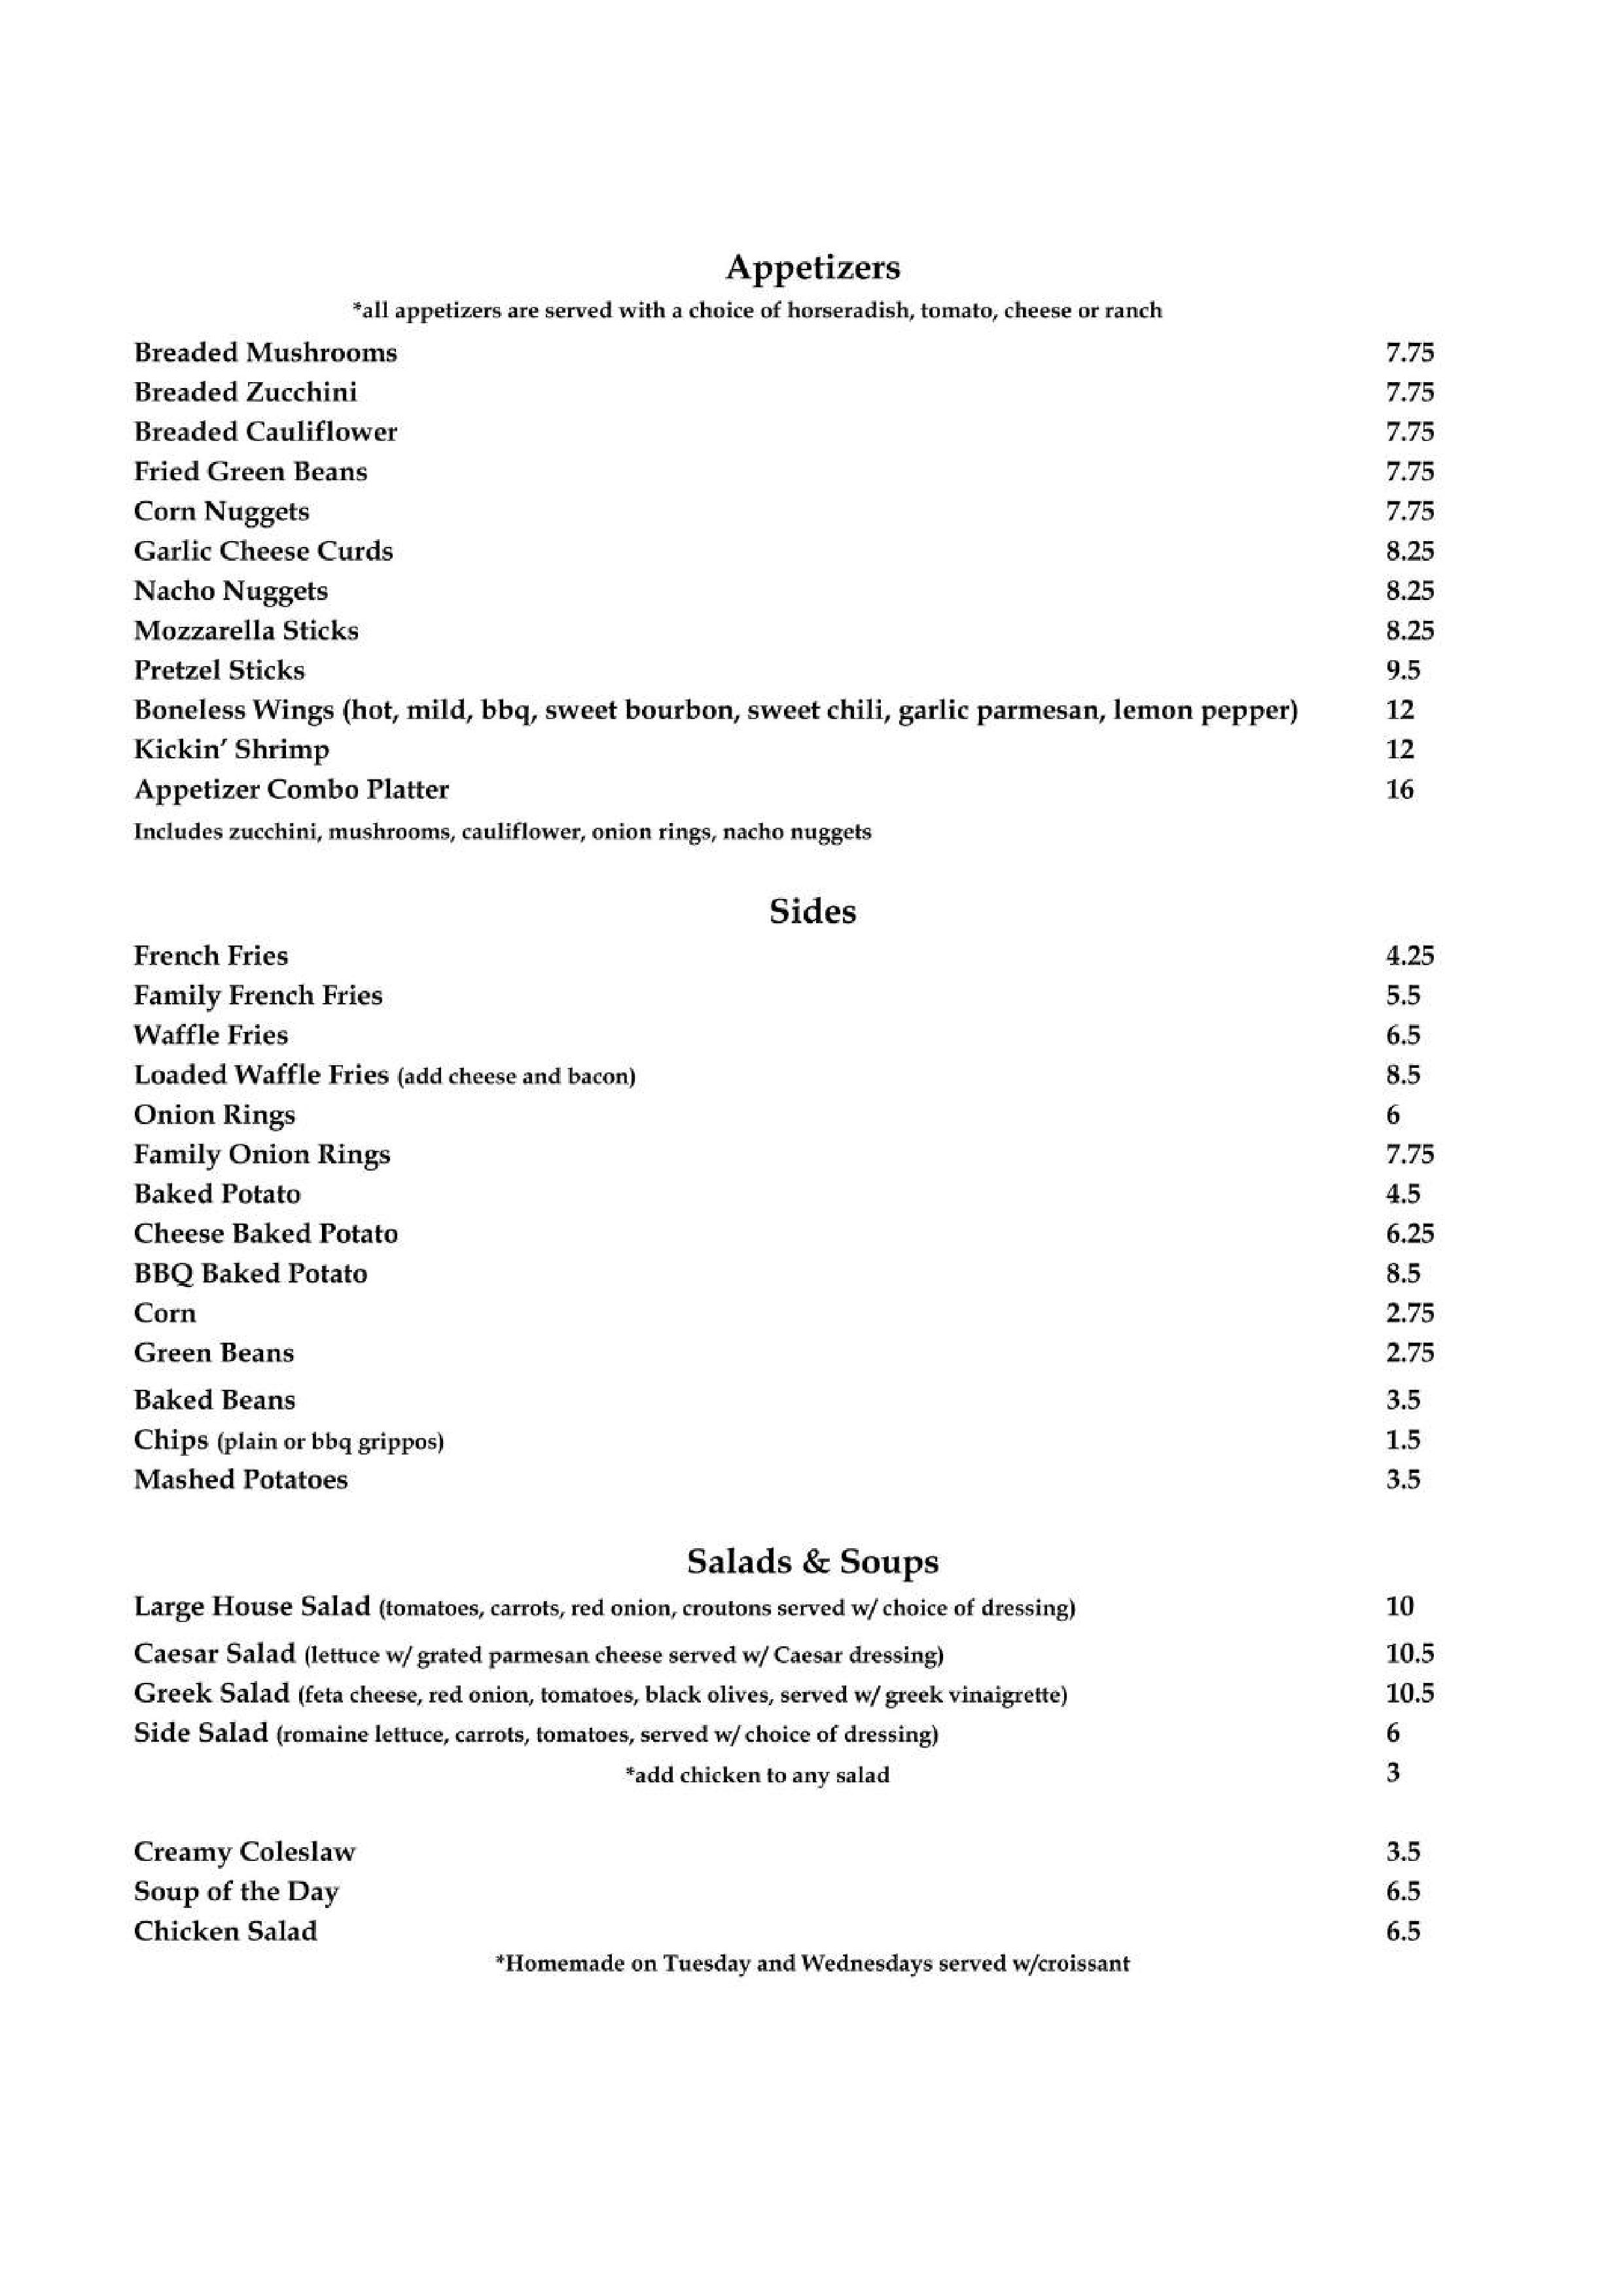 Appetizers
*all appetizers are served with a choice of horseradish, tomato, cheese or ranch
Breaded Mushrooms 7.75
Breaded Zucchini 7.75
Breaded Cauliflower 7.75
Fried Green Beans 7.75
Corn Nuggets 7.75
Garlic Cheese Curds 8.25
Nacho Nuggets 8.25
Mozzarella Sticks 8.25
Pretzel Sticks 9.5
Boneless Wings (hot, mild, bbq, sweet bourbon, sweet chili, garlic parmesan, lemon pepper) 12
Kickin’ Shrimp 12
Appetizer Combo Platter 16
Includes zucchini, mushrooms, cauliflower, onion rings, nacho nuggets
Sides
French Fries 4.25
Family French Fries 5.5
Waffle Fries 6.5
Loaded Waffle Fries (add cheese and bacon) 8.5
Onion Rings 6
Family Onion Rings 7.75
Baked Potato 4.5
Cheese Baked Potato 6.25
BBQ Baked Potato 8.5
Corn 2.75
Green Beans 2.75
Baked Beans 3.5
Chips (plain or bbq grippos) 1.5
Mashed Potatoes 3.5
Salads & Soups
Large House Salad (tomatoes, carrots, red onion, croutons served w/ choice of dressing) 10
Caesar Salad (lettuce w/ grated parmesan cheese served w/ Caesar dressing) 10.5
Greek Salad (feta cheese, red onion, tomatoes, black olives, served w/ greek vinaigrette) 10.5
Side Salad (romaine lettuce, carrots, tomatoes, served w/ choice of dressing) 6
*add chicken to any salad 3
Creamy Coleslaw 3.5
Soup of the Day 6.5
Chicken Salad 6.5
*Homemade on Tuesday and Wednesdays served w/croissant